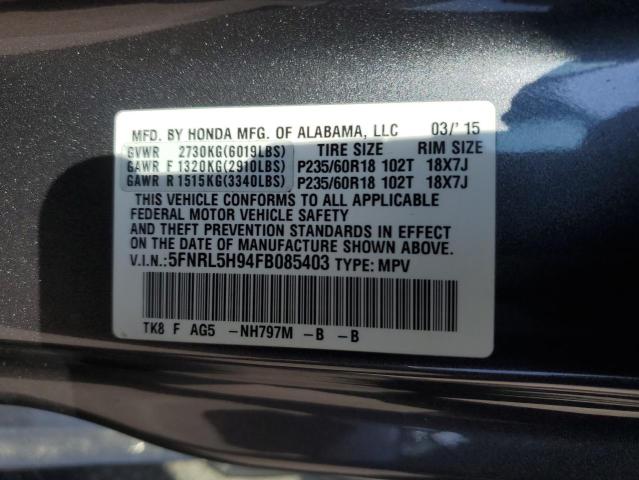 MFD. BY HONDA MFG. OF ALABAMA, LLC 03/'15
GVWR 2730KG(6019LBS) TIRE SIZE RIM SIZE
GAWR F 1320KG(2910LBS) P235/60R18 102T 18X7J
GAWR R 1515KG(3340LBS) P235/60R18 102T 18X7J
THIS VEHICLE CONFORMS TO ALL APPLICABLE
FEDERAL MOTOR VEHICLE SAFETY
AND THEFT PREVENTION STANDARDS IN EFFECT
ON THE DATE OF MANUFACTURE SHOWN ABOVE.
V.I.N.:5FNRL5H94FB085403 TYPE: MPV
TK8 F AG5 -NH797M -B -B